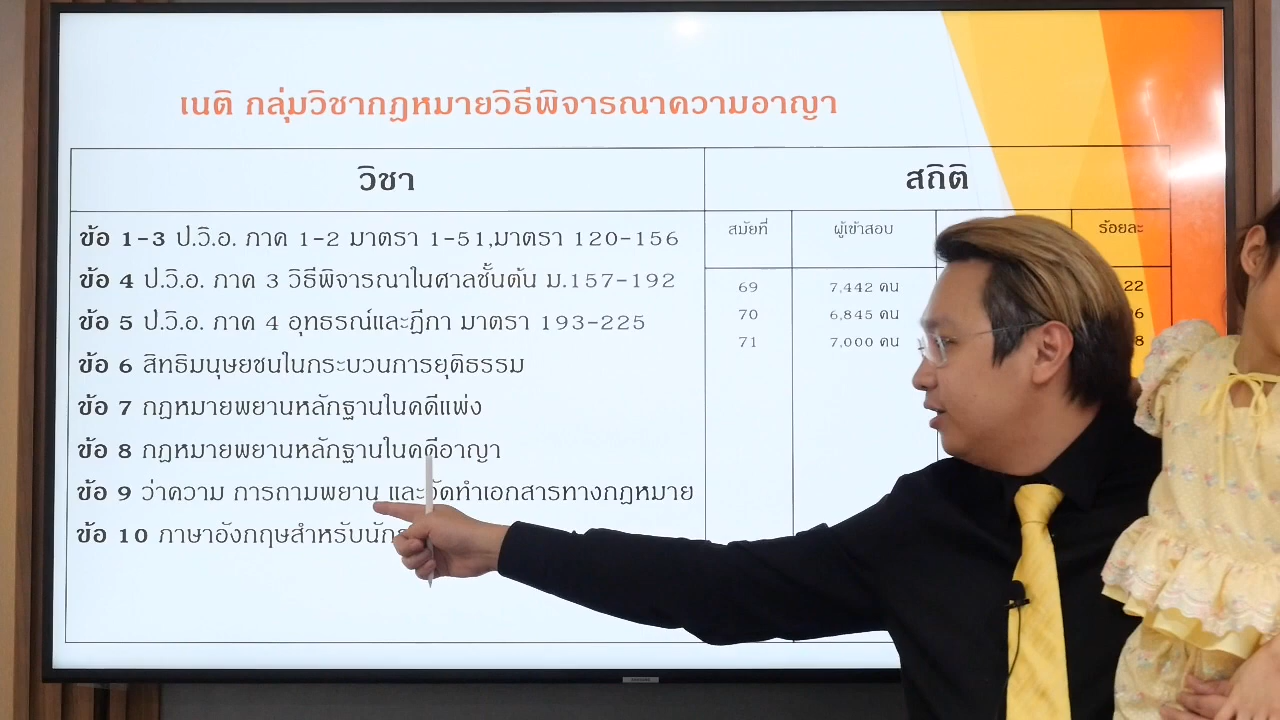 เนติ กลุ่มวิชากฎหมายวิธีพิจารณาความอาญา
วิชา
สถิติ
สมัยที่
ผู้เข้าสอบ
ร้อยละ
ข้อ 1-3 ป.วิ.อ. ภาค 1-2 มาตรา 1-51,มาตรา 120-156
ข้อ 4 ป.วิ.อ. ภาค 3 วิธีพิจารณาในศาลชั้นต้น ม.157-192
ข้อ 5 ป.วิ.อ. ภาค 4 อุทธรณ์และฎีกา มาตรา 193-225
ข้อ 6 สิทธิมนุษยชนในกระบวนการยุติธรรม
ข้อ 7 กฎหมายพยานหลักฐานในคดีแพ่ง
ข้อ 8 กฎหมายพยานหลักฐานในคดีอาญา
ข้อ 9 ว่าความ การถามพยาน และจัดทำเอกสารทางกฎหมาย
ข้อ 10 ภาษาอังกฤษสำหรับนัก
69 7,442 คน 22
70 6,845 คน 6
71 7,000 คน 8
SAMSUNG